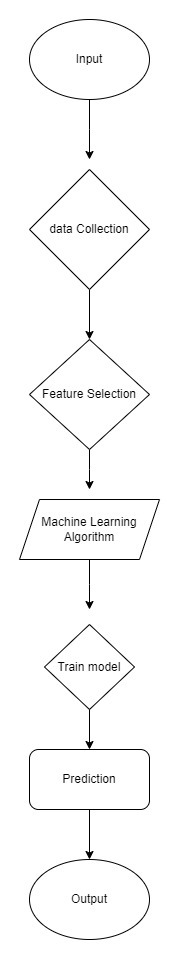 Input
data Collection
Feature Selection
Machine Learning
Algorithm
Train model
Prediction
Output